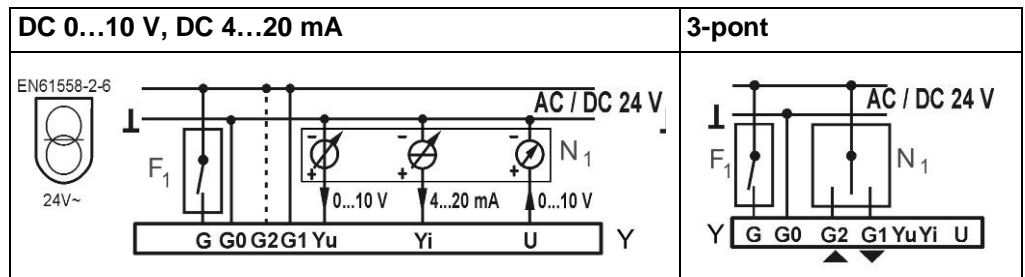 DC 0…10 V, DC 4…20 mA
3-pont
EN61558-2-6
24V~
AC / DC 24 V
⊥
F1
- - -
N1
+ + +
0...10 V 4...20 mA 0...10 V
G G0 G2 G1 Yu Yi U Y
AC / DC 24 V
⊥
F1
N1
Y G G0 G2 G1 Yu Yi U